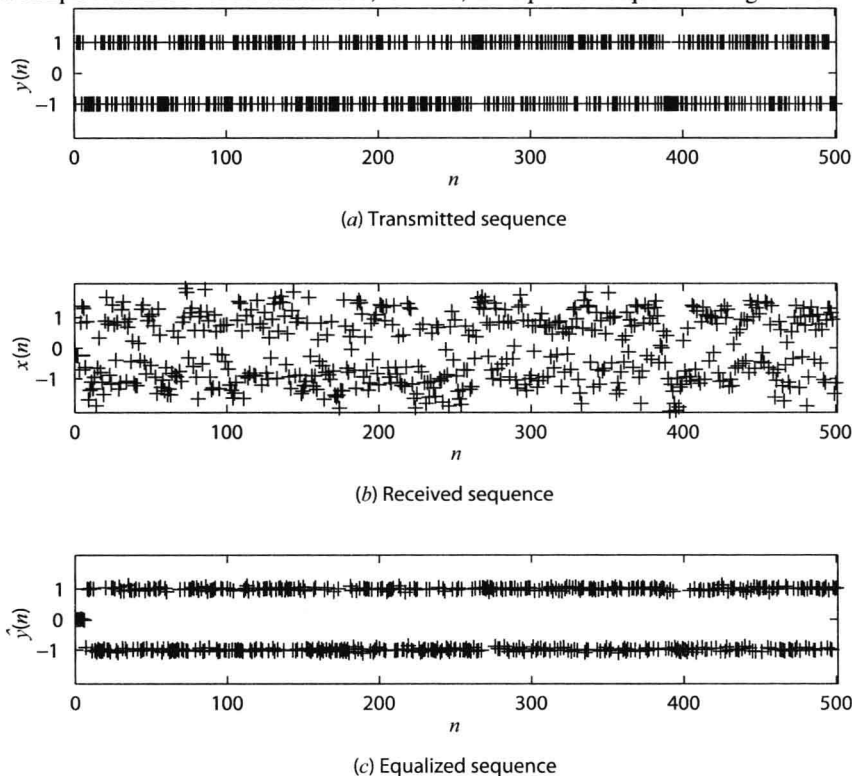 y(n)
1
0
−1
0 100 200 300 400 500
n
(a) Transmitted sequence
x(n)
1
0
−1
0 100 200 300 400 500
n
(b) Received sequence
ŷ(n)
1
0
−1
0 100 200 300 400 500
n
(c) Equalized sequence